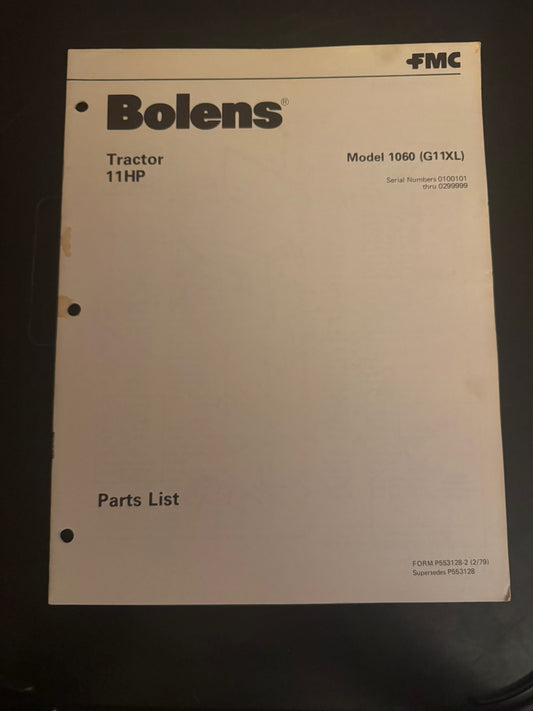 FMC
Bolens®
Tractor
11HP
Model 1060 (G11XL)
Serial Numbers 0100101
thru 0299999
Parts List
FORM P553128-2 (2/79)
Supersedes P553128